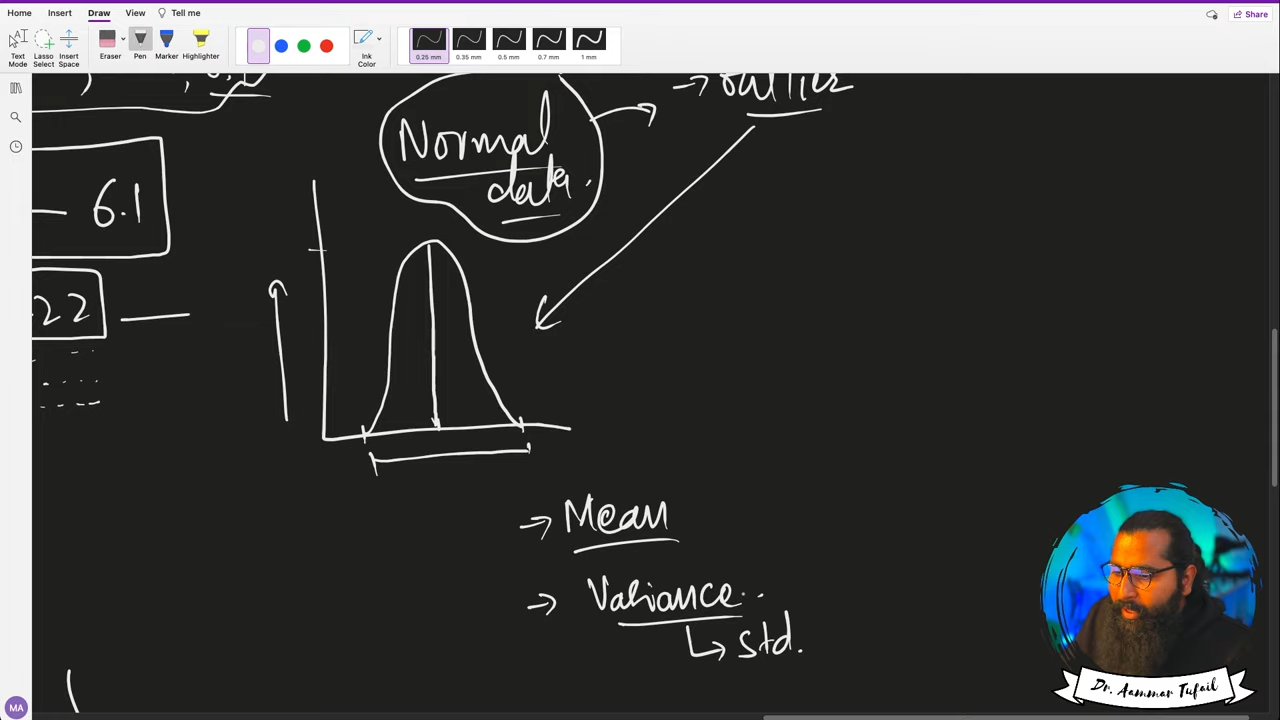 Home Insert Draw View Tell me
Share
Text Mode
Lasso Select
Insert Space
Eraser
Pen
Marker
Highlighter
Ink Color
0.25 mm
0.35 mm
0.5 mm
0.7 mm
1 mm
→ outlier
Normal
data.
6.1
22
→ Mean
→ Variance..
↳ std.
MA
Dr. Aammar Tufail